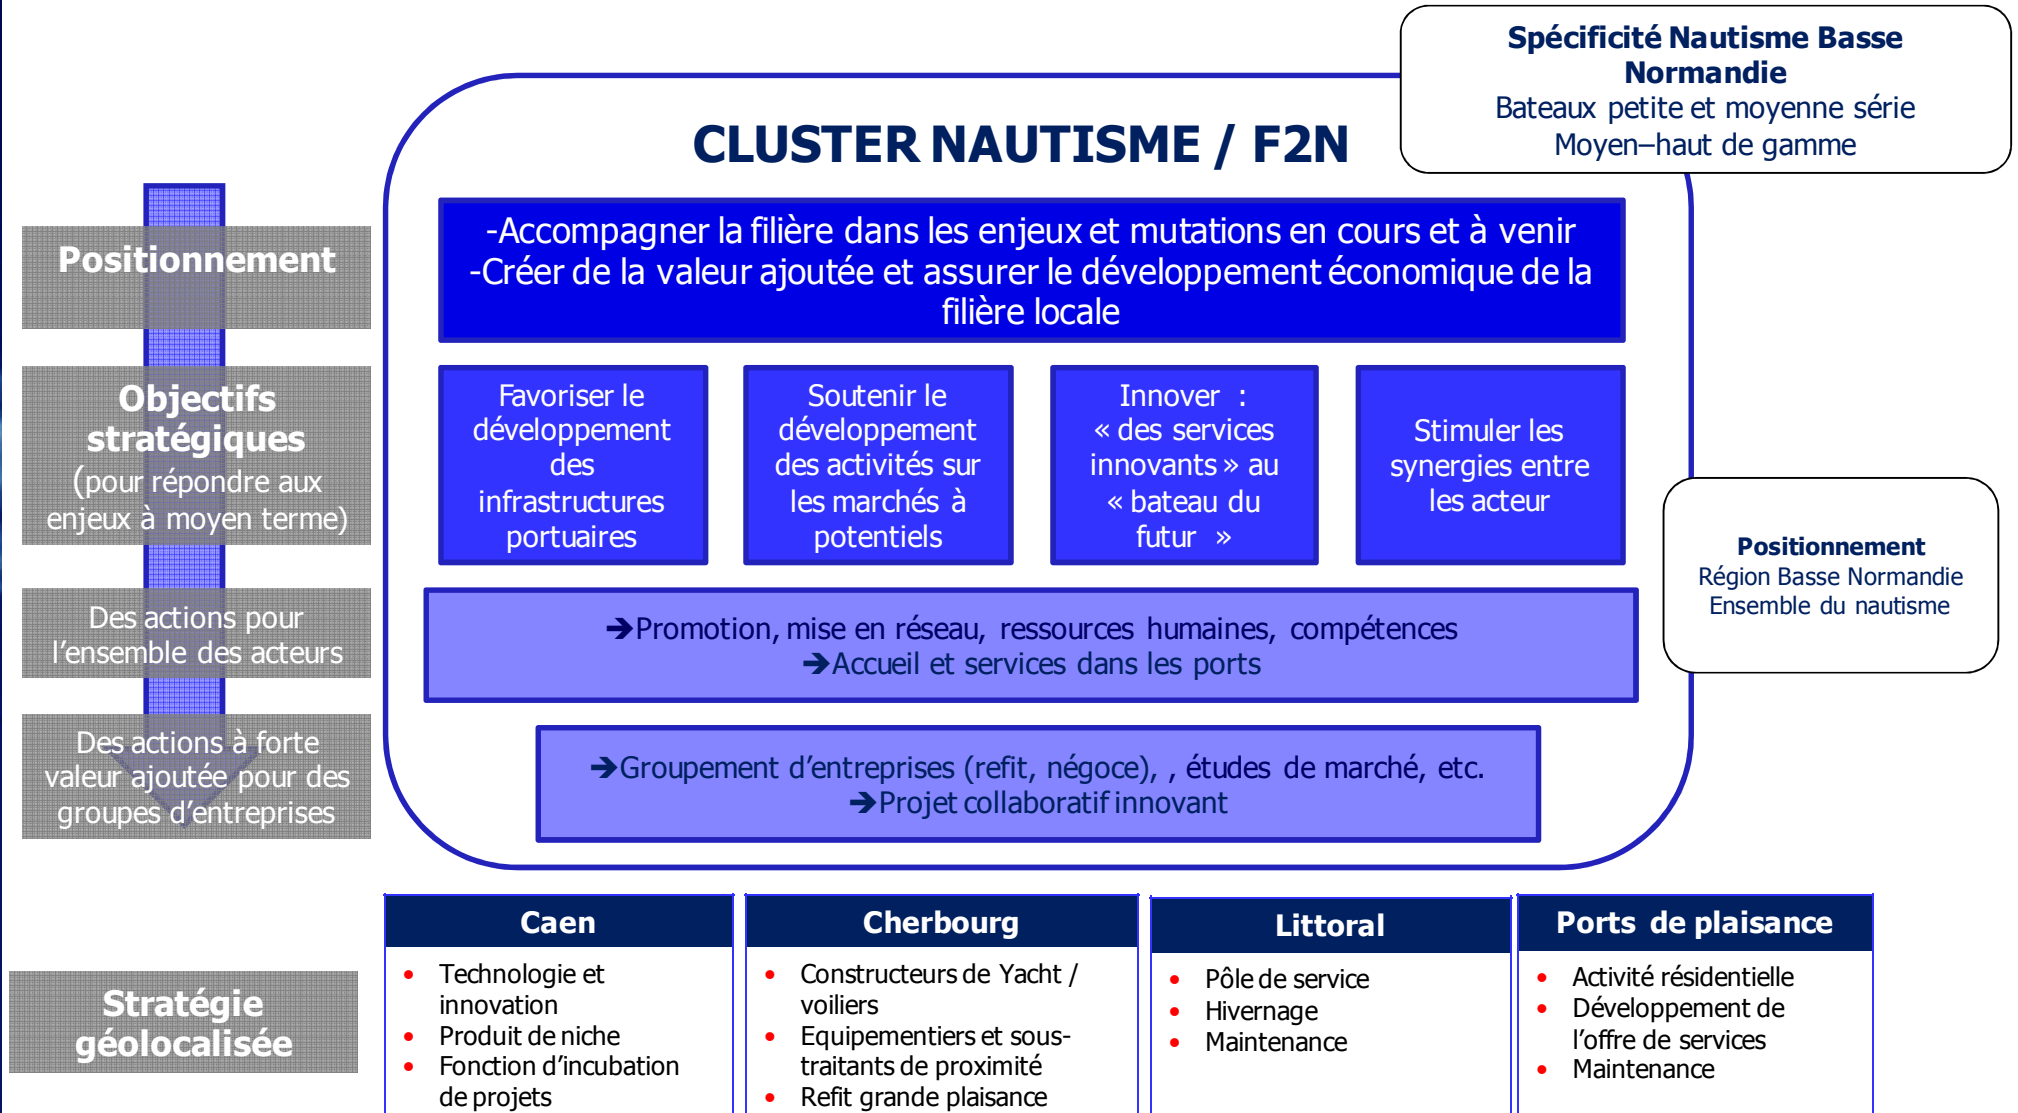 Spécificité Nautisme Basse
Normandie
Bateaux petite et moyenne série
Moyen–haut de gamme
CLUSTER NAUTISME / F2N
Positionnement
-Accompagner la filière dans les enjeux et mutations en cours et à venir
-Créer de la valeur ajoutée et assurer le développement économique de la
filière locale
Objectifs
stratégiques
(pour répondre aux
enjeux à moyen terme)
Favoriser le
développement
des
infrastructures
portuaires
Soutenir le
développement
des activités sur
les marchés à
potentiels
Innover :
« des services
innovants » au
« bateau du
futur »
Stimuler les
synergies entre
les acteur
Positionnement
Région Basse Normandie
Ensemble du nautisme
Des actions pour
l'ensemble des acteurs
➔Promotion, mise en réseau, ressources humaines, compétences
➔Accueil et services dans les ports
Des actions à forte
valeur ajoutée pour des
groupes d'entreprises
➔Groupement d'entreprises (refit, négoce), , études de marché, etc.
➔Projet collaboratif innovant
Stratégie
géolocalisée
Caen
• Technologie et
innovation
• Produit de niche
• Fonction d'incubation
de projets
Cherbourg
• Constructeurs de Yacht /
voiliers
• Equipementiers et sous-
traitants de proximité
• Refit grande plaisance
Littoral
• Pôle de service
• Hivernage
• Maintenance
Ports de plaisance
• Activité résidentielle
• Développement de
l'offre de services
• Maintenance